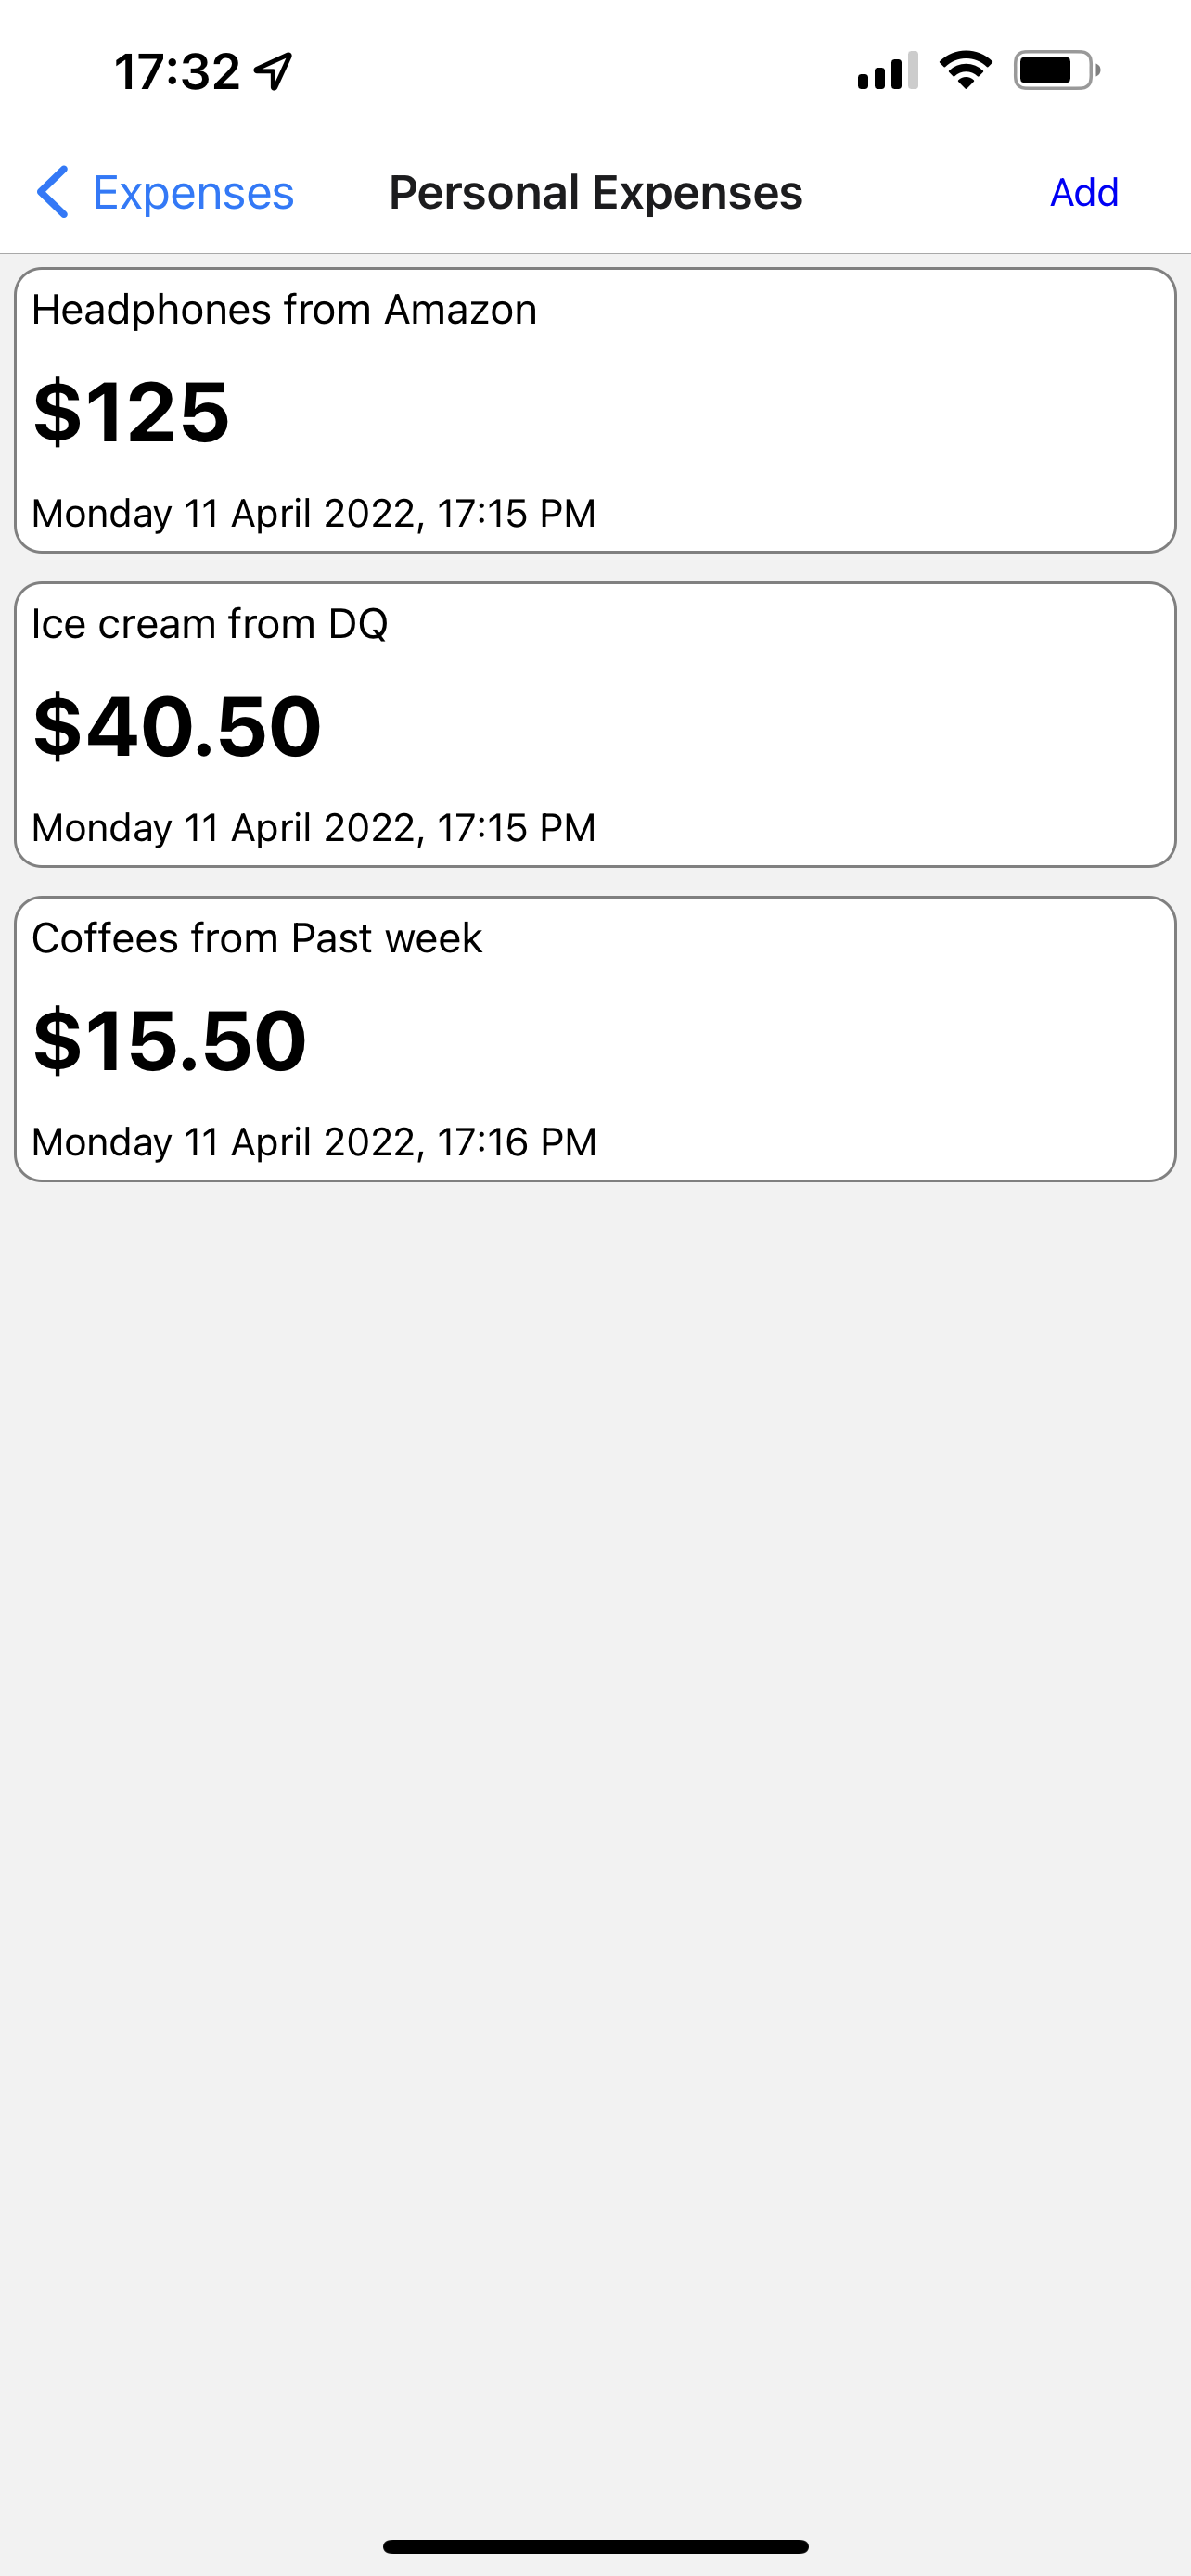 17:32
Expenses Personal Expenses Add
Headphones from Amazon
$125
Monday 11 April 2022, 17:15 PM
Ice cream from DQ
$40.50
Monday 11 April 2022, 17:15 PM
Coffees from Past week
$15.50
Monday 11 April 2022, 17:16 PM